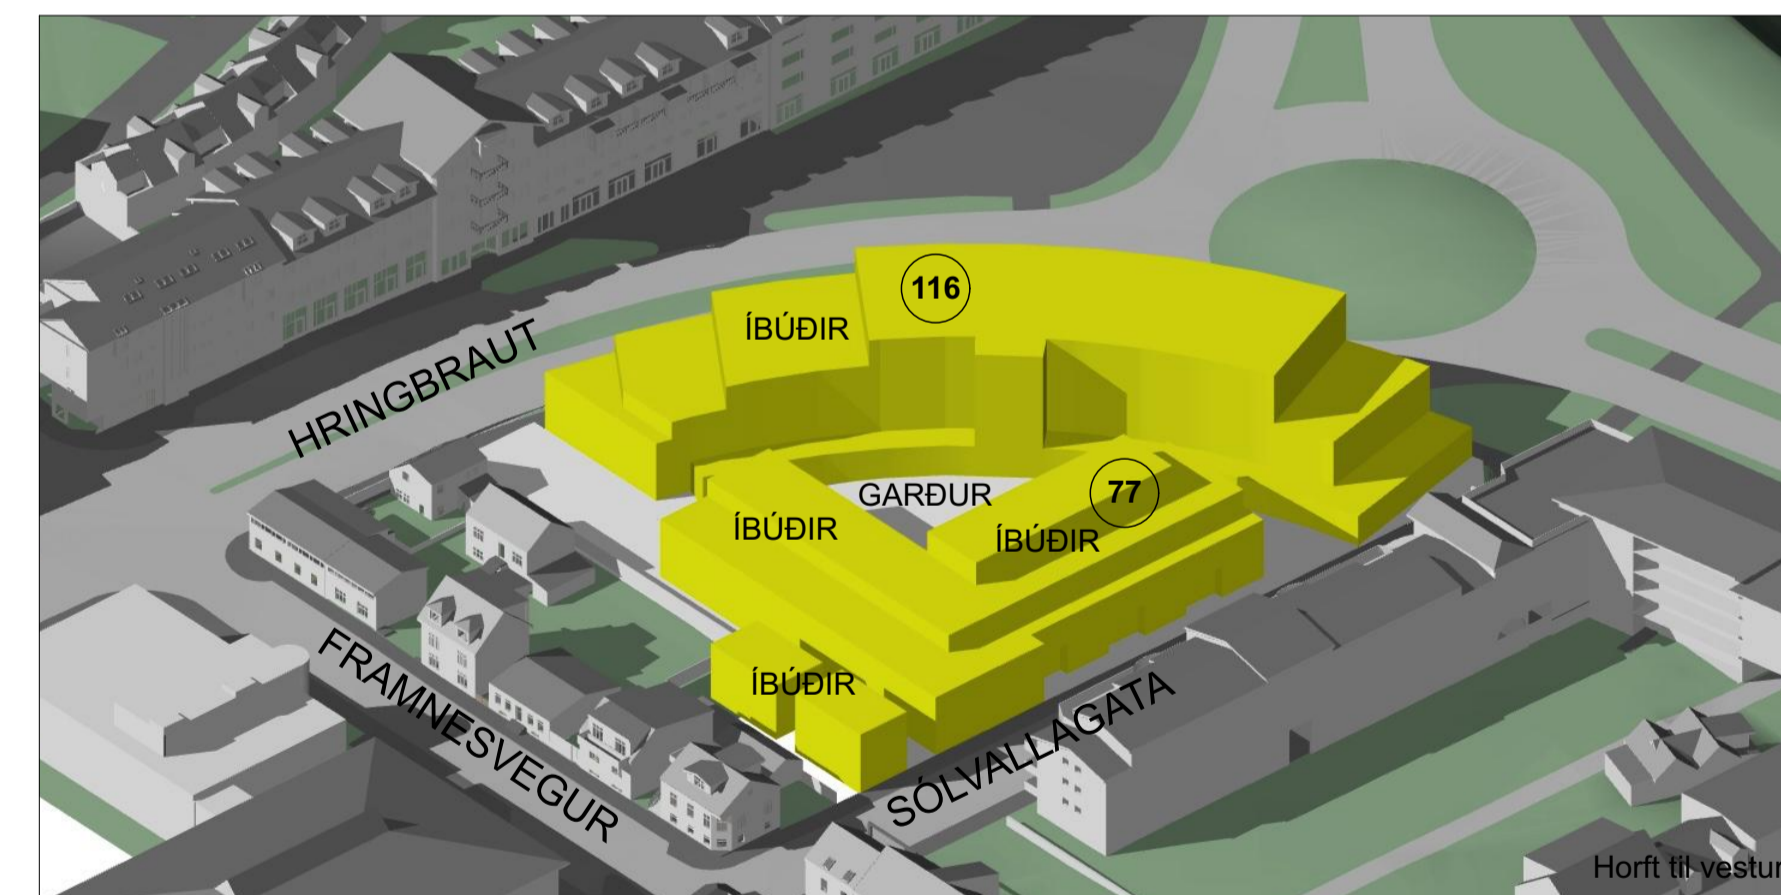 116
ÍBÚÐIR
HRINGBRAUT
GARÐUR
77
ÍBÚÐIR
ÍBÚÐIR
ÍBÚÐIR
FRAMNESVEGUR
SÓLVALLAGATA
Horft til vestur